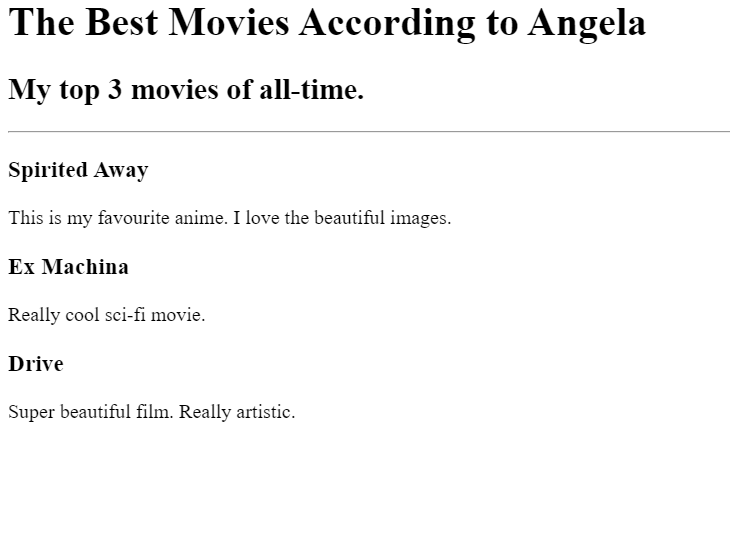 The Best Movies According to Angela
My top 3 movies of all-time.
Spirited Away
This is my favourite anime. I love the beautiful images.
Ex Machina
Really cool sci-fi movie.
Drive
Super beautiful film. Really artistic.